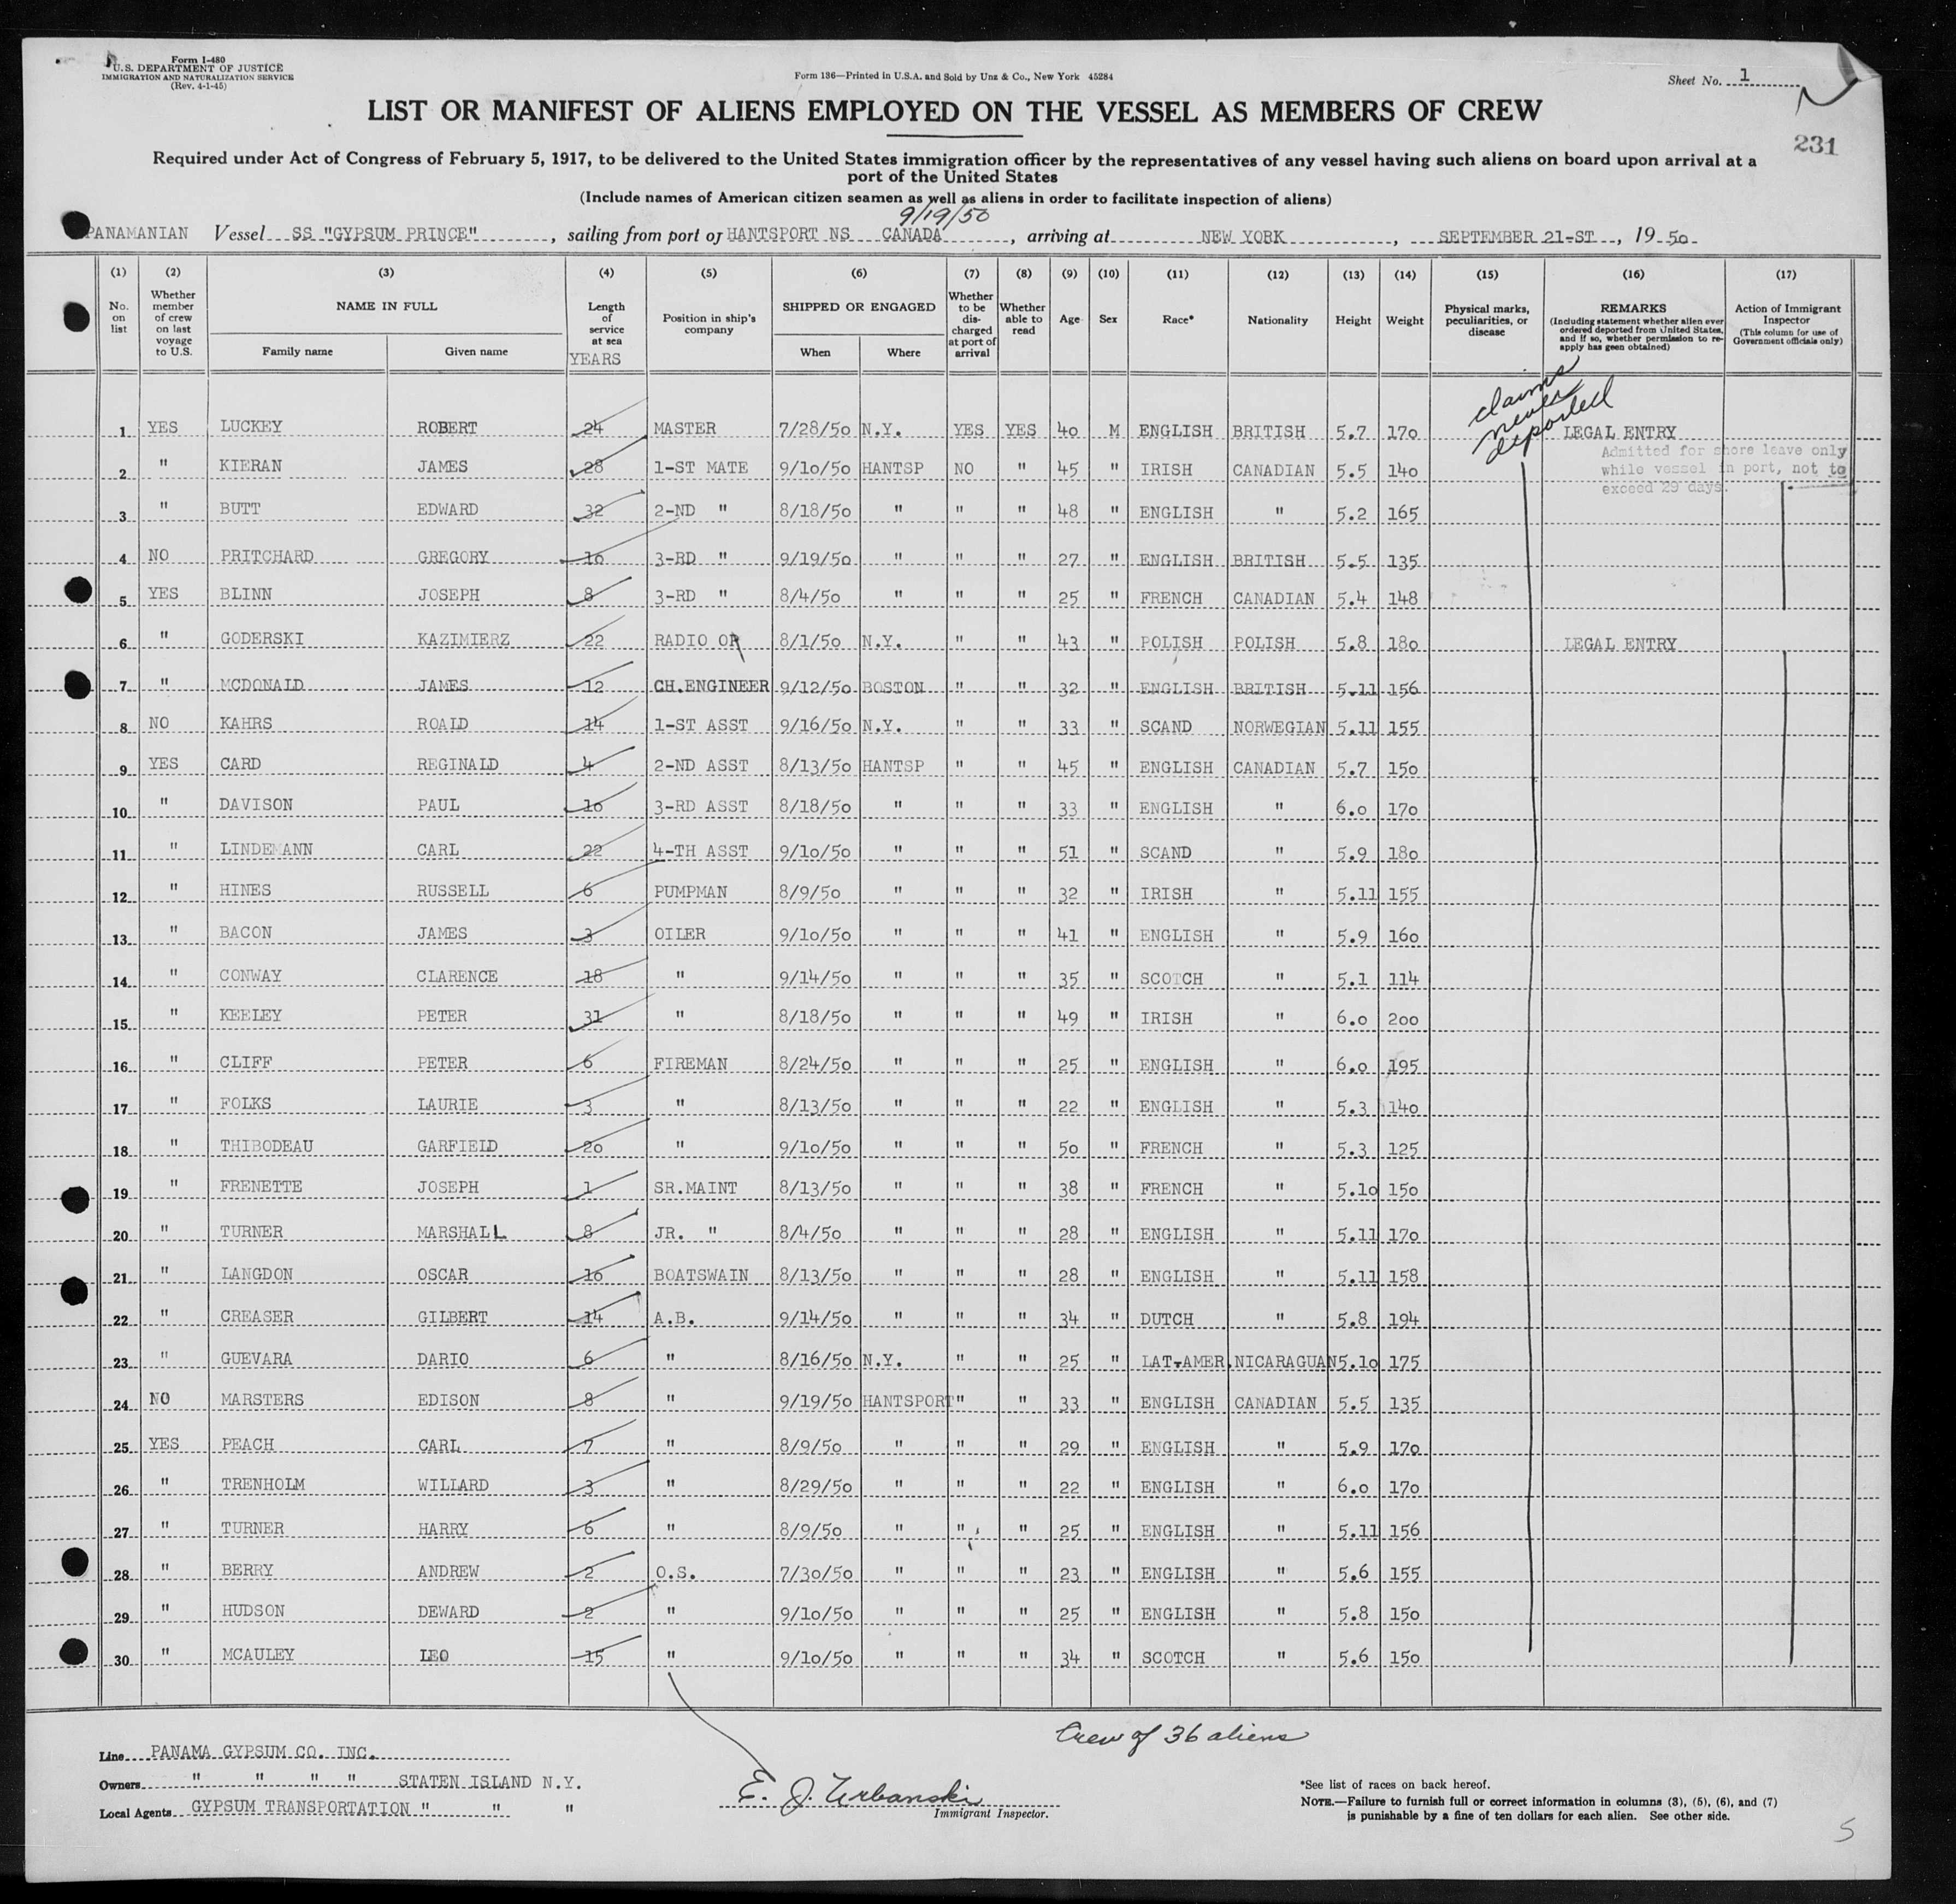 Form I-480
U.S. DEPARTMENT OF JUSTICE
IMMIGRATION AND NATURALIZATION SERVICE
(Rev. 4-1-45)
Form 136—Printed in U.S.A. and Sold by Unz & Co., New York 45284
Sheet No. 1
LIST OR MANIFEST OF ALIENS EMPLOYED ON THE VESSEL AS MEMBERS OF CREW
231
Required under Act of Congress of February 5, 1917, to be delivered to the United States immigration officer by the representatives of any vessel having such aliens on board upon arrival at a
port of the United States
(Include names of American citizen seamen as well as aliens in order to facilitate inspection of aliens)
9/19/50
PANAMANIAN Vessel SS "GYPSUM PRINCE", sailing from port of HANTSPORT NS CANADA, arriving at NEW YORK, SEPTEMBER 21-ST, 19 50
(1) (2) (3) (4) (5) (6) (7) (8) (9) (10) (11) (12) (13) (14) (15) (16) (17)
No. on list
Whether member of crew on last voyage to U.S.
NAME IN FULL
Family name Given name
Length of service at sea
YEARS
Position in ship's company
SHIPPED OR ENGAGED
When Where
Whether to be discharged at port of arrival
Whether able to read
Age
Sex
Race*
Nationality
Height
Weight
Physical marks, peculiarities, or disease
REMARKS
(Including statement whether alien ever ordered deported from United States, and if so, whether permission to re-apply has geen obtained)
Action of Immigrant Inspector
(This column for use of Government officials only)
claims never deported
1 YES LUCKEY ROBERT 24 MASTER 7/28/50 N.Y. YES YES 40 M ENGLISH BRITISH 5.7 170 LEGAL ENTRY
Admitted for shore leave only
while vessel in port, not to
exceed 29 days.
2 " KIERAN JAMES 28 1-ST MATE 9/10/50 HANTSP NO " 45 " IRISH CANADIAN 5.5 140
3 " BUTT EDWARD 32 2-ND " 8/18/50 " " " 48 " ENGLISH " 5.2 165
4 NO PRITCHARD GREGORY 10 3-RD " 9/19/50 " " " 27 " ENGLISH BRITISH 5.5 135
5 YES BLINN JOSEPH 8 3-RD " 8/4/50 " " " 25 " FRENCH CANADIAN 5.4 148
6 " GODERSKI KAZIMIERZ 22 RADIO OP 8/1/50 N.Y. " " 43 " POLISH POLISH 5.8 180 LEGAL ENTRY
7 " MCDONALD JAMES 12 CH.ENGINEER 9/12/50 BOSTON " " 32 " ENGLISH BRITISH 5.11 156
8 NO KAHRS ROALD 14 1-ST ASST 9/16/50 N.Y. " " 33 " SCAND NORWEGIAN 5.11 155
9 YES CARD REGINALD 4 2-ND ASST 8/13/50 HANTSP " " 45 " ENGLISH CANADIAN 5.7 150
10 " DAVISON PAUL 10 3-RD ASST 8/18/50 " " " 33 " ENGLISH " 6.0 170
11 " LINDEMANN CARL 22 4-TH ASST 9/10/50 " " " 51 " SCAND " 5.9 180
12 " HINES RUSSELL 6 PUMPMAN 8/9/50 " " " 32 " IRISH " 5.11 155
13 " BACON JAMES 3 OILER 9/10/50 " " " 41 " ENGLISH " 5.9 160
14 " CONWAY CLARENCE 18 " 9/14/50 " " " 35 " SCOTCH " 5.1 114
15 " KEELEY PETER 31 " 8/18/50 " " " 49 " IRISH " 6.0 200
16 " CLIFF PETER 6 FIREMAN 8/24/50 " " " 25 " ENGLISH " 6.0 195
17 " FOLKS LAURIE 3 " 8/13/50 " " " 22 " ENGLISH " 5.3 140
18 " THIBODEAU GARFIELD 20 " 9/10/50 " " " 50 " FRENCH " 5.3 125
19 " FRENETTE JOSEPH 1 SR.MAINT 8/13/50 " " " 38 " FRENCH " 5.10 150
20 " TURNER MARSHALL 8 JR. " 8/4/50 " " " 28 " ENGLISH " 5.11 170
21 " LANGDON OSCAR 10 BOATSWAIN 8/13/50 " " " 28 " ENGLISH " 5.11 158
22 " CREASER GILBERT 14 A.B. 9/14/50 " " " 34 " DUTCH " 5.8 194
23 " GUEVARA DARIO 6 " 8/16/50 N.Y. " " 25 " LAT-AMER. NICARAGUAN 5.10 175
24 NO MARSTERS EDISON 8 " 9/19/50 HANTSPORT " " 33 " ENGLISH CANADIAN 5.5 135
25 YES PEACH CARL 7 " 8/9/50 " " " 29 " ENGLISH " 5.9 170
26 " TRENHOLM WILLARD 3 " 8/29/50 " " " 22 " ENGLISH " 6.0 170
27 " TURNER HARRY 6 " 8/9/50 " " " 25 " ENGLISH " 5.11 156
28 " BERRY ANDREW 2 O.S. 7/30/50 " " " 23 " ENGLISH " 5.6 155
29 " HUDSON DEWARD 2 " 9/10/50 " " " 25 " ENGLISH " 5.8 150
30 " MCAULEY LEO 15 " 9/10/50 " " " 34 " SCOTCH " 5.6 150
Crew of 36 aliens
Line PANAMA GYPSUM CO. INC.
Owners " " " " STATEN ISLAND N.Y.
Local Agents GYPSUM TRANSPORTATION " " "
E. J. Urbanski
Immigrant Inspector.
*See list of races on back hereof.
NOTE.—Failure to furnish full or correct information in columns (3), (5), (6), and (7)
is punishable by a fine of ten dollars for each alien. See other side.
5